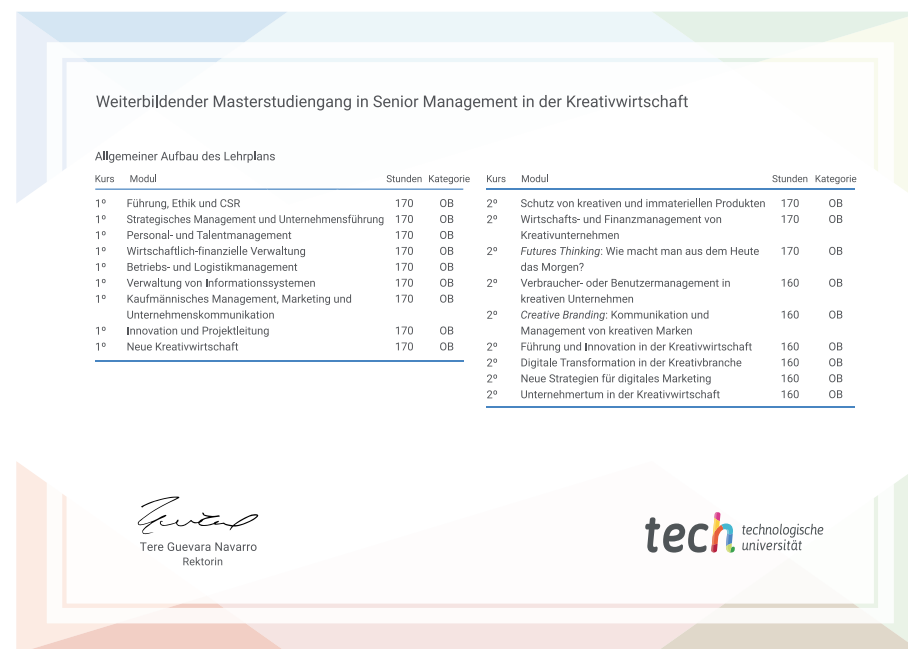 Weiterbildender Masterstudiengang in Senior Management in der Kreativwirtschaft
Allgemeiner Aufbau des Lehrplans
Kurs Modul Stunden Kategorie
1º Führung, Ethik und CSR 170 OB
1º Strategisches Management und Unternehmensführung 170 OB
1º Personal- und Talentmanagement 170 OB
1º Wirtschaftlich-finanzielle Verwaltung 170 OB
1º Betriebs- und Logistikmanagement 170 OB
1º Verwaltung von Informationssystemen 170 OB
1º Kaufmännisches Management, Marketing und 170 OB
Unternehmenskommunikation
1º Innovation und Projektleitung 170 OB
1º Neue Kreativwirtschaft 170 OB
Kurs Modul Stunden Kategorie
2º Schutz von kreativen und immateriellen Produkten 170 OB
2º Wirtschafts- und Finanzmanagement von 170 OB
Kreativunternehmen
2º Futures Thinking: Wie macht man aus dem Heute 170 OB
das Morgen?
2º Verbraucher- oder Benutzermanagement in 160 OB
kreativen Unternehmen
2º Creative Branding: Kommunikation und 160 OB
Management von kreativen Marken
2º Führung und Innovation in der Kreativwirtschaft 160 OB
2º Digitale Transformation in der Kreativbranche 160 OB
2º Neue Strategien für digitales Marketing 160 OB
2º Unternehmertum in der Kreativwirtschaft 160 OB
Tere Guevara Navarro
Rektorin
tech technologische
universität